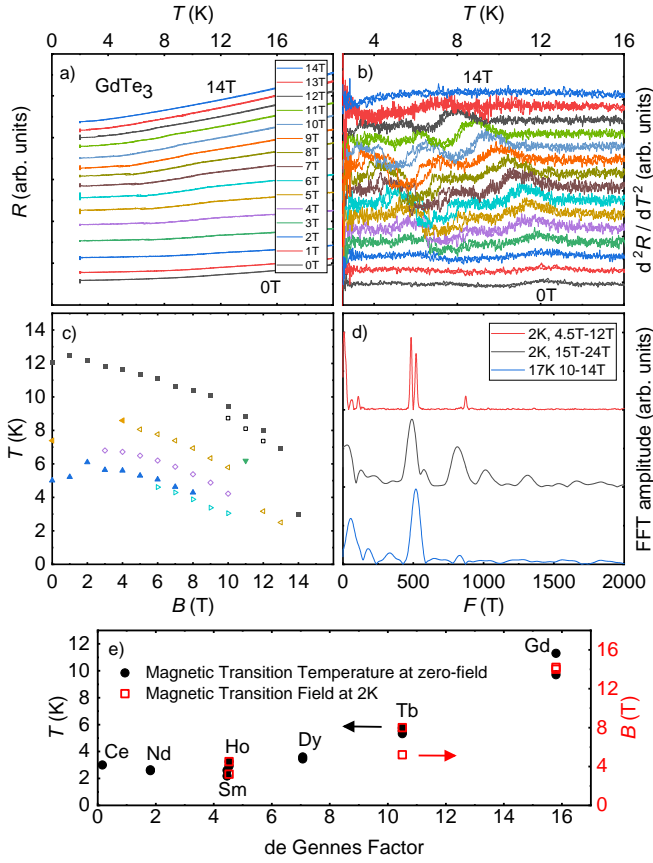 T (K)
T (K)
0 2 4 6 8 10 12 14 16
4 8 12 16
a) GdTe3 14T
14T
13T
12T
11T
10T
9T
8T
7T
6T
5T
4T
3T
2T
1T
0T
0T
R (arb. units)
b) 14T
0T
d²R / dT² (arb. units)
c)
14
12
10
8
6
4
2
0
T (K)
0 2 4 6 8 10 12 14 16
B (T)
d)
2K, 4.5T-12T
2K, 15T-24T
17K 10-14T
FFT amplitude (arb. units)
0 500 1000 1500 2000
F (T)
e)
Magnetic Transition Temperature at zero-field
Magnetic Transition Field at 2K
Ce
Nd
Ho
Sm
Dy
Tb
Gd
12
10
8
6
4
2
0
T (K)
16
12
8
4
0
B (T)
0 2 4 6 8 10 12 14 16
de Gennes Factor